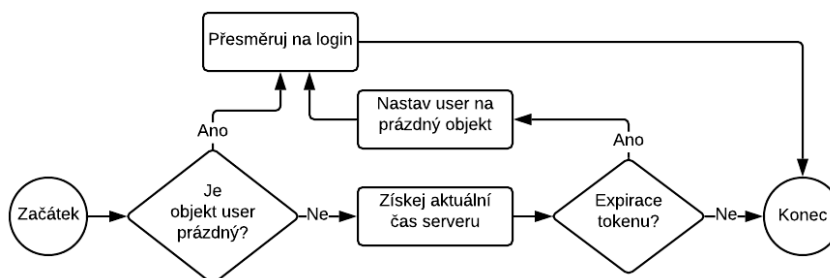 Přesměruj na login
Nastav user na
prázdný objekt
Ano
Ano
Začátek
Je
objekt user
prázdný?
Ne
Získej aktuální
čas serveru
Expirace
tokenu?
Ne
Konec